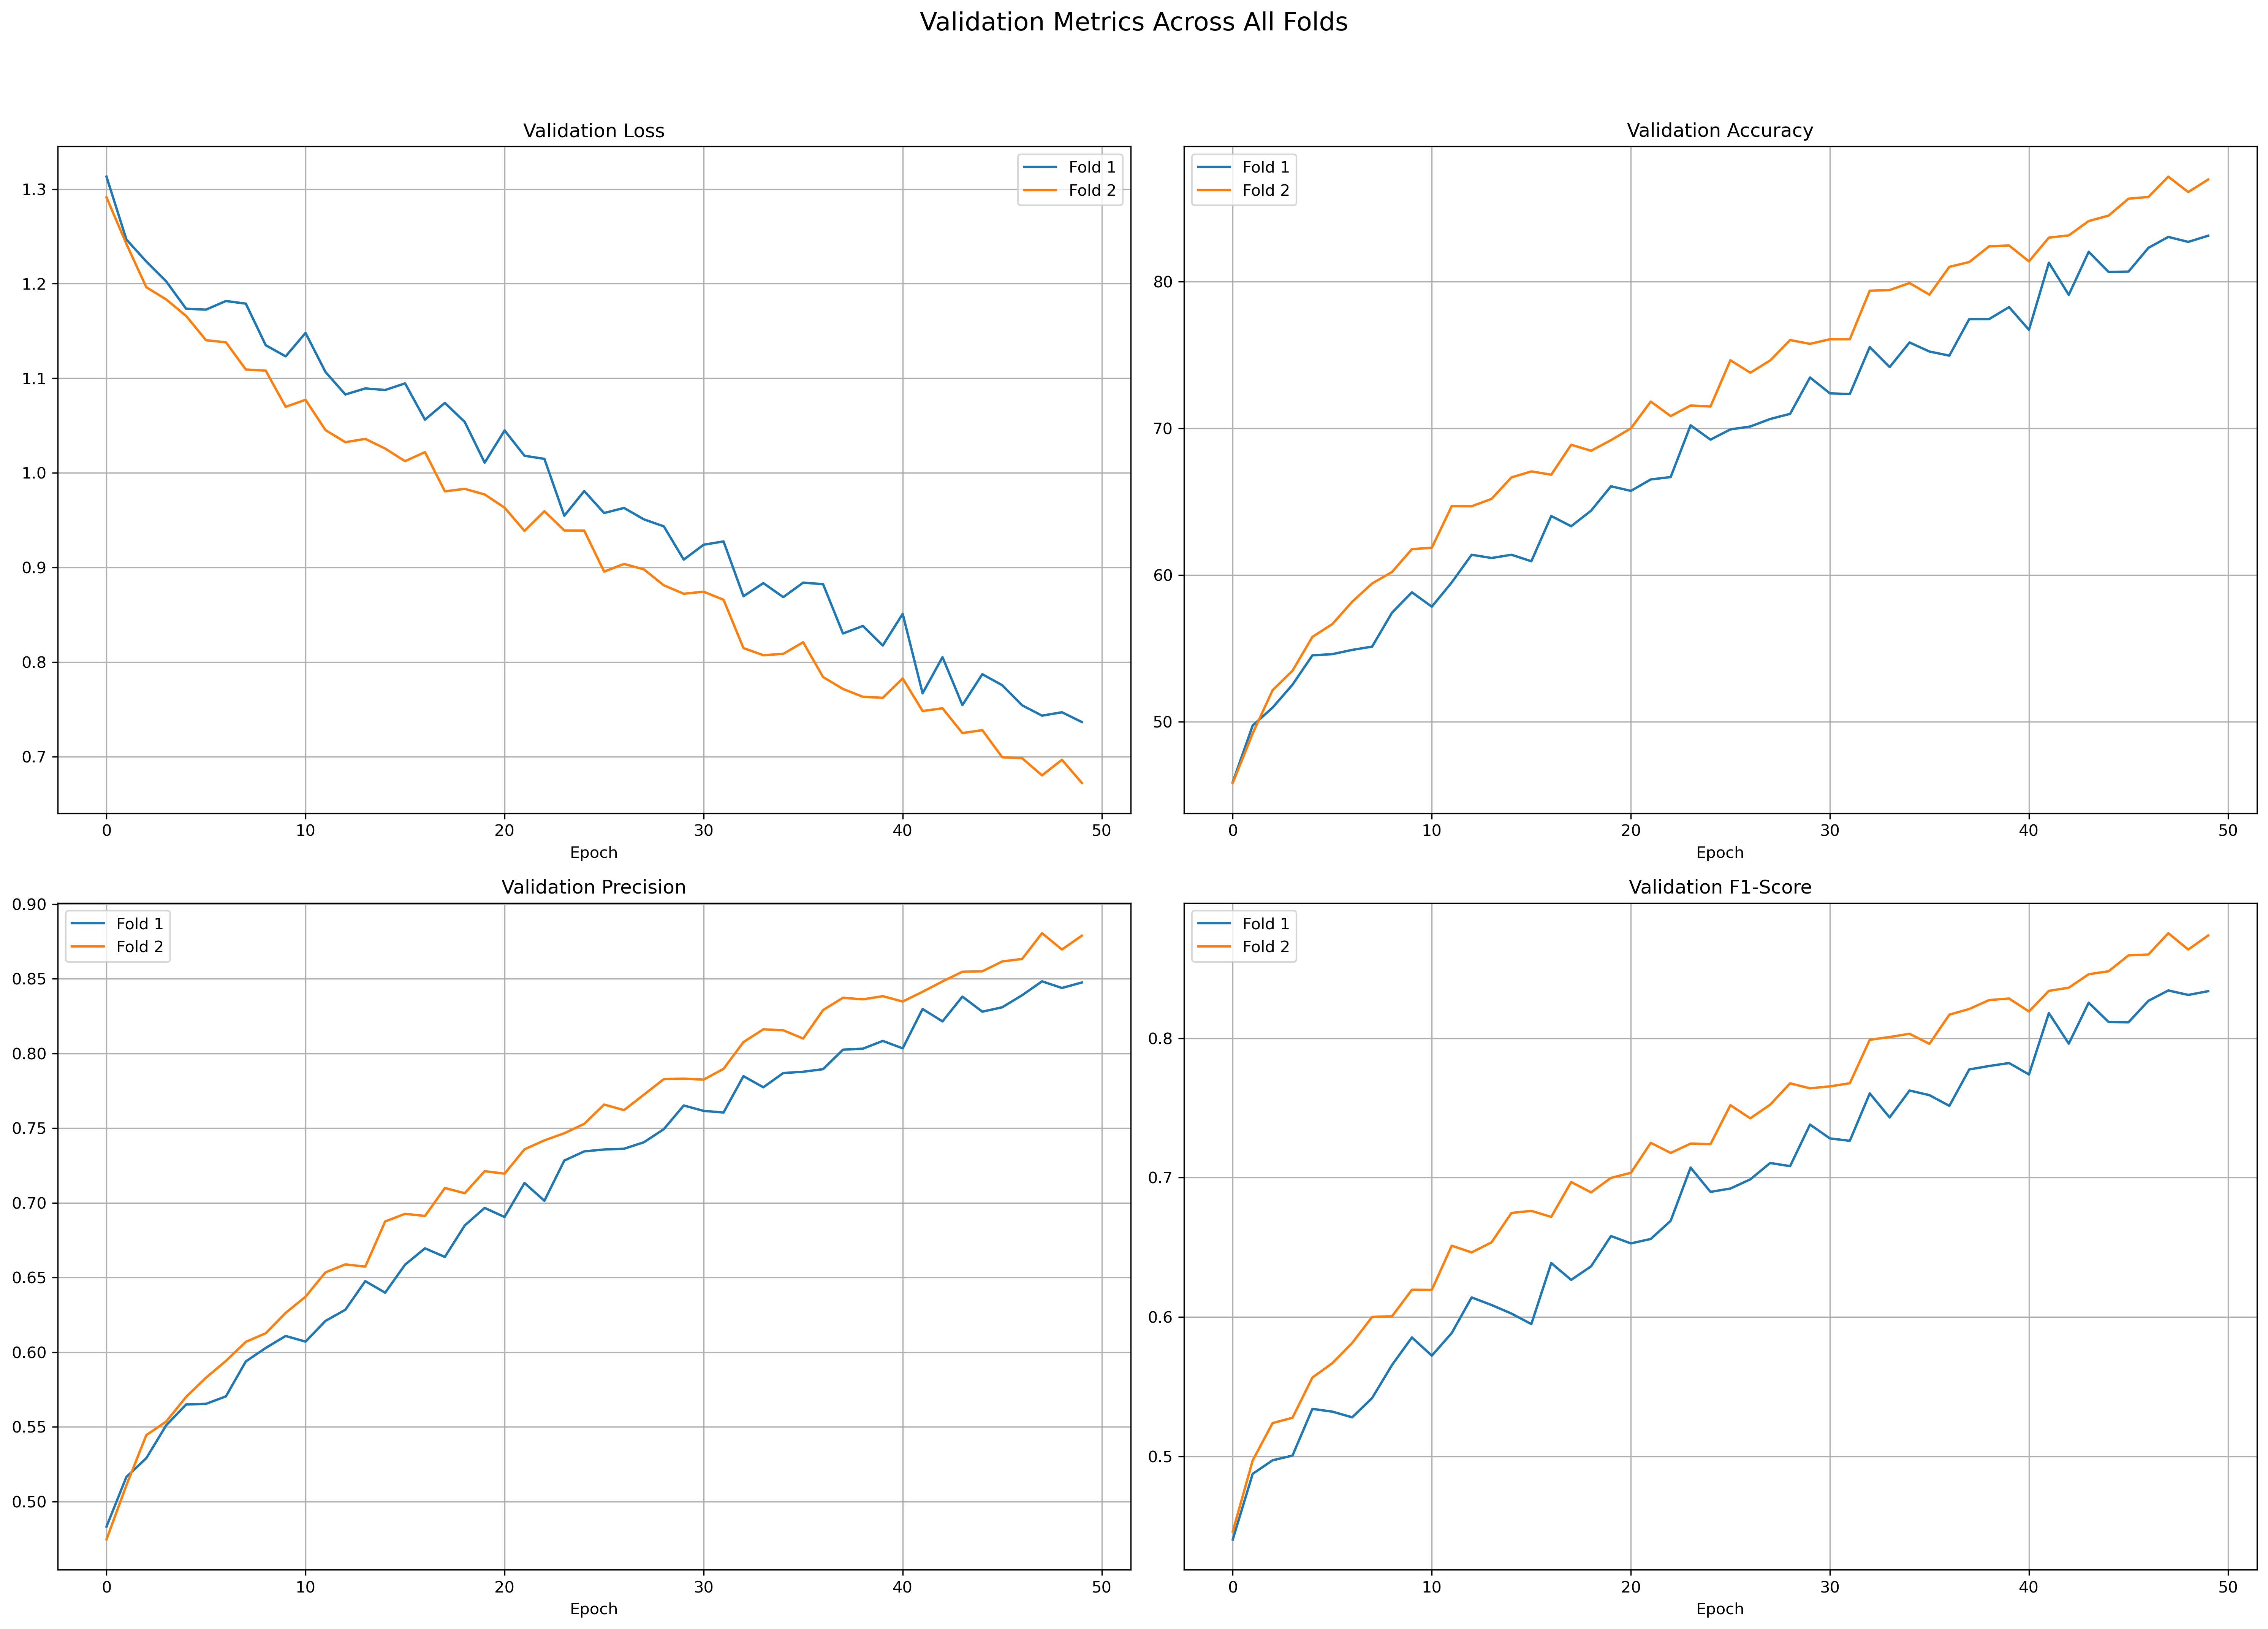 Validation Metrics Across All Folds
Validation Loss
Fold 1
Fold 2
1.3
1.2
1.1
1.0
0.9
0.8
0.7
0 10 20 30 40 50
Epoch
Validation Accuracy
Fold 1
Fold 2
80
70
60
50
0 10 20 30 40 50
Epoch
Validation Precision
Fold 1
Fold 2
0.90
0.85
0.80
0.75
0.70
0.65
0.60
0.55
0.50
0 10 20 30 40 50
Epoch
Validation F1-Score
Fold 1
Fold 2
0.8
0.7
0.6
0.5
0 10 20 30 40 50
Epoch